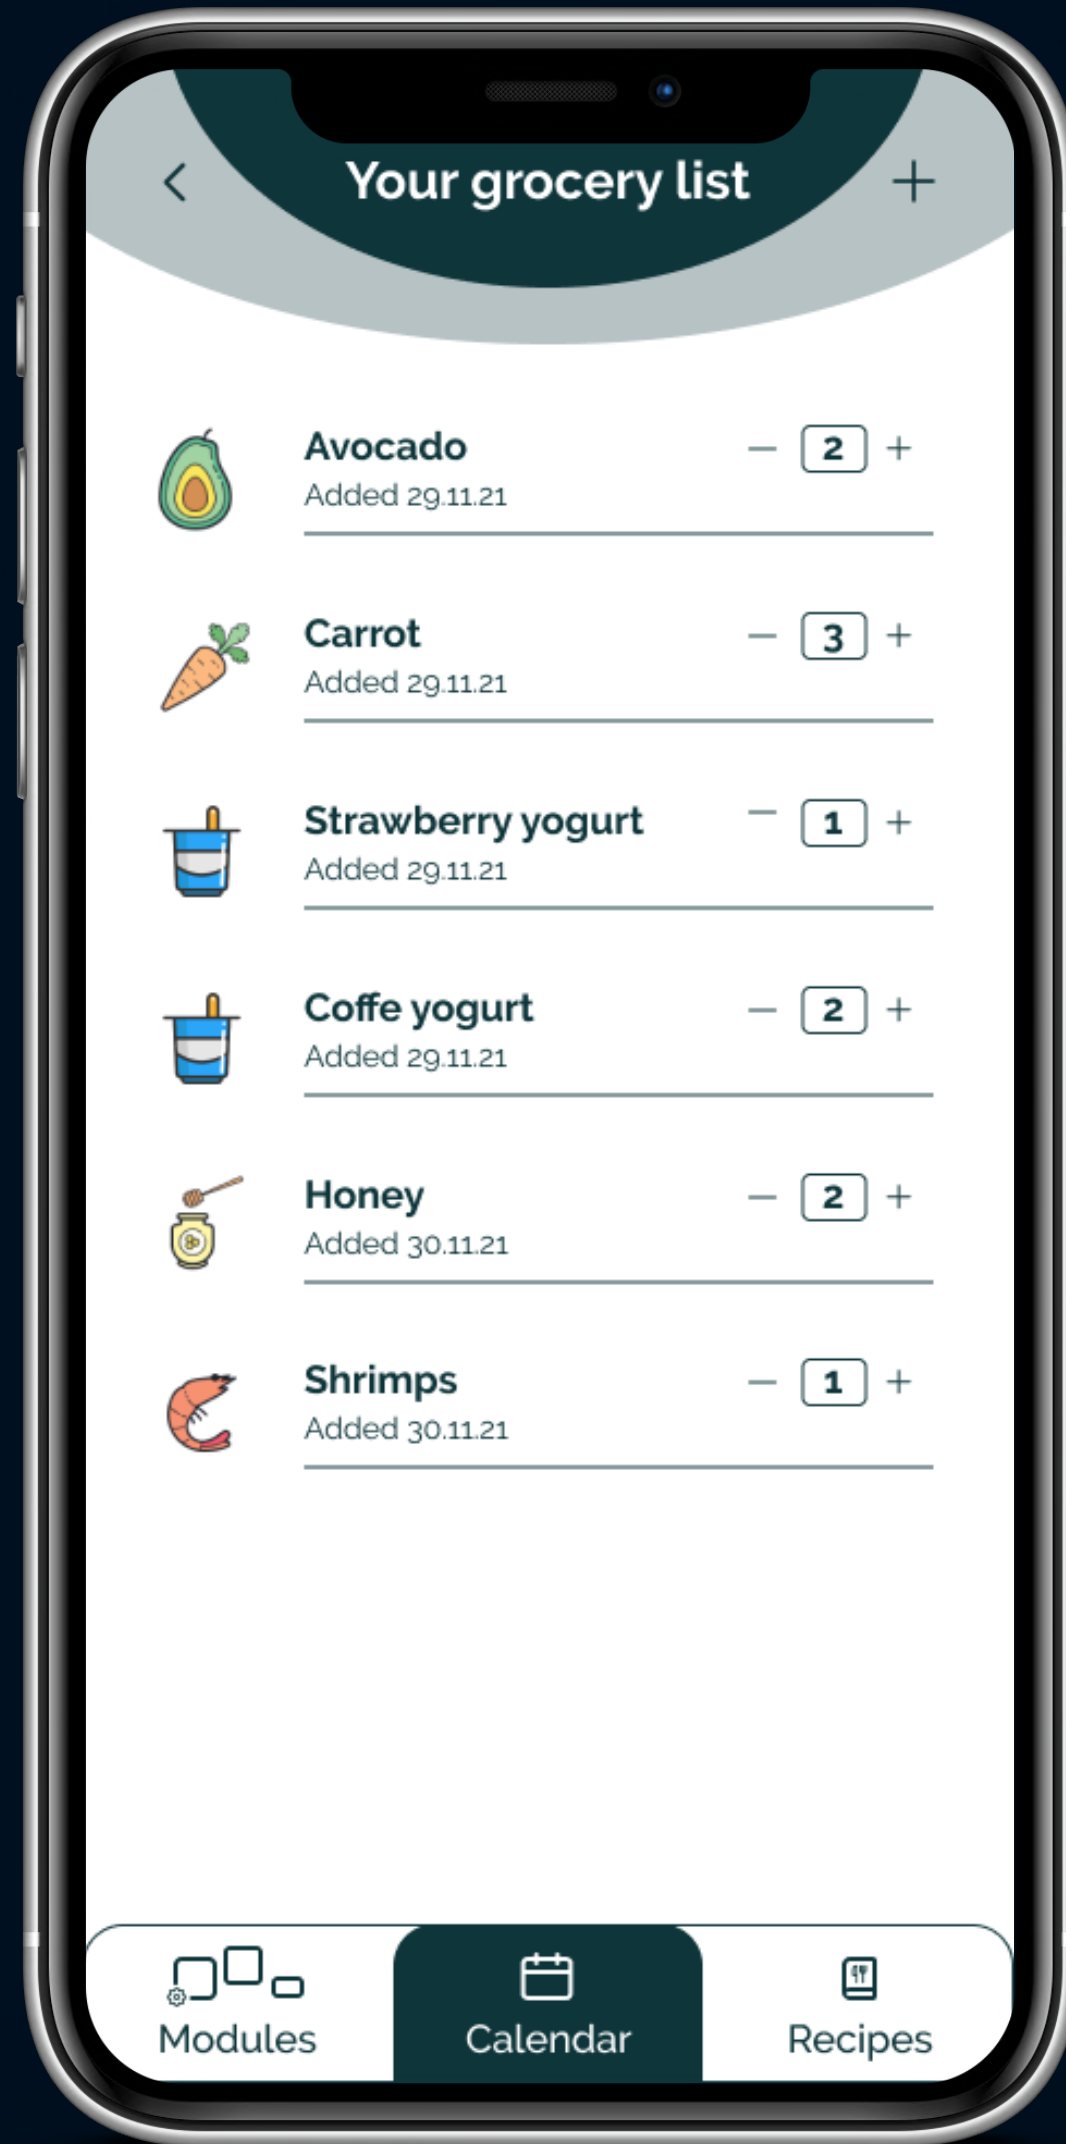 Your grocery list
Avocado
2
Added 29.11.21
Carrot
3
Added 29.11.21
Strawberry yogurt
1
Added 29.11.21
Coffe yogurt
2
Added 29.11.21
Honey
2
Added 30.11.21
Shrimps
1
Added 30.11.21
Modules
Calendar
Recipes